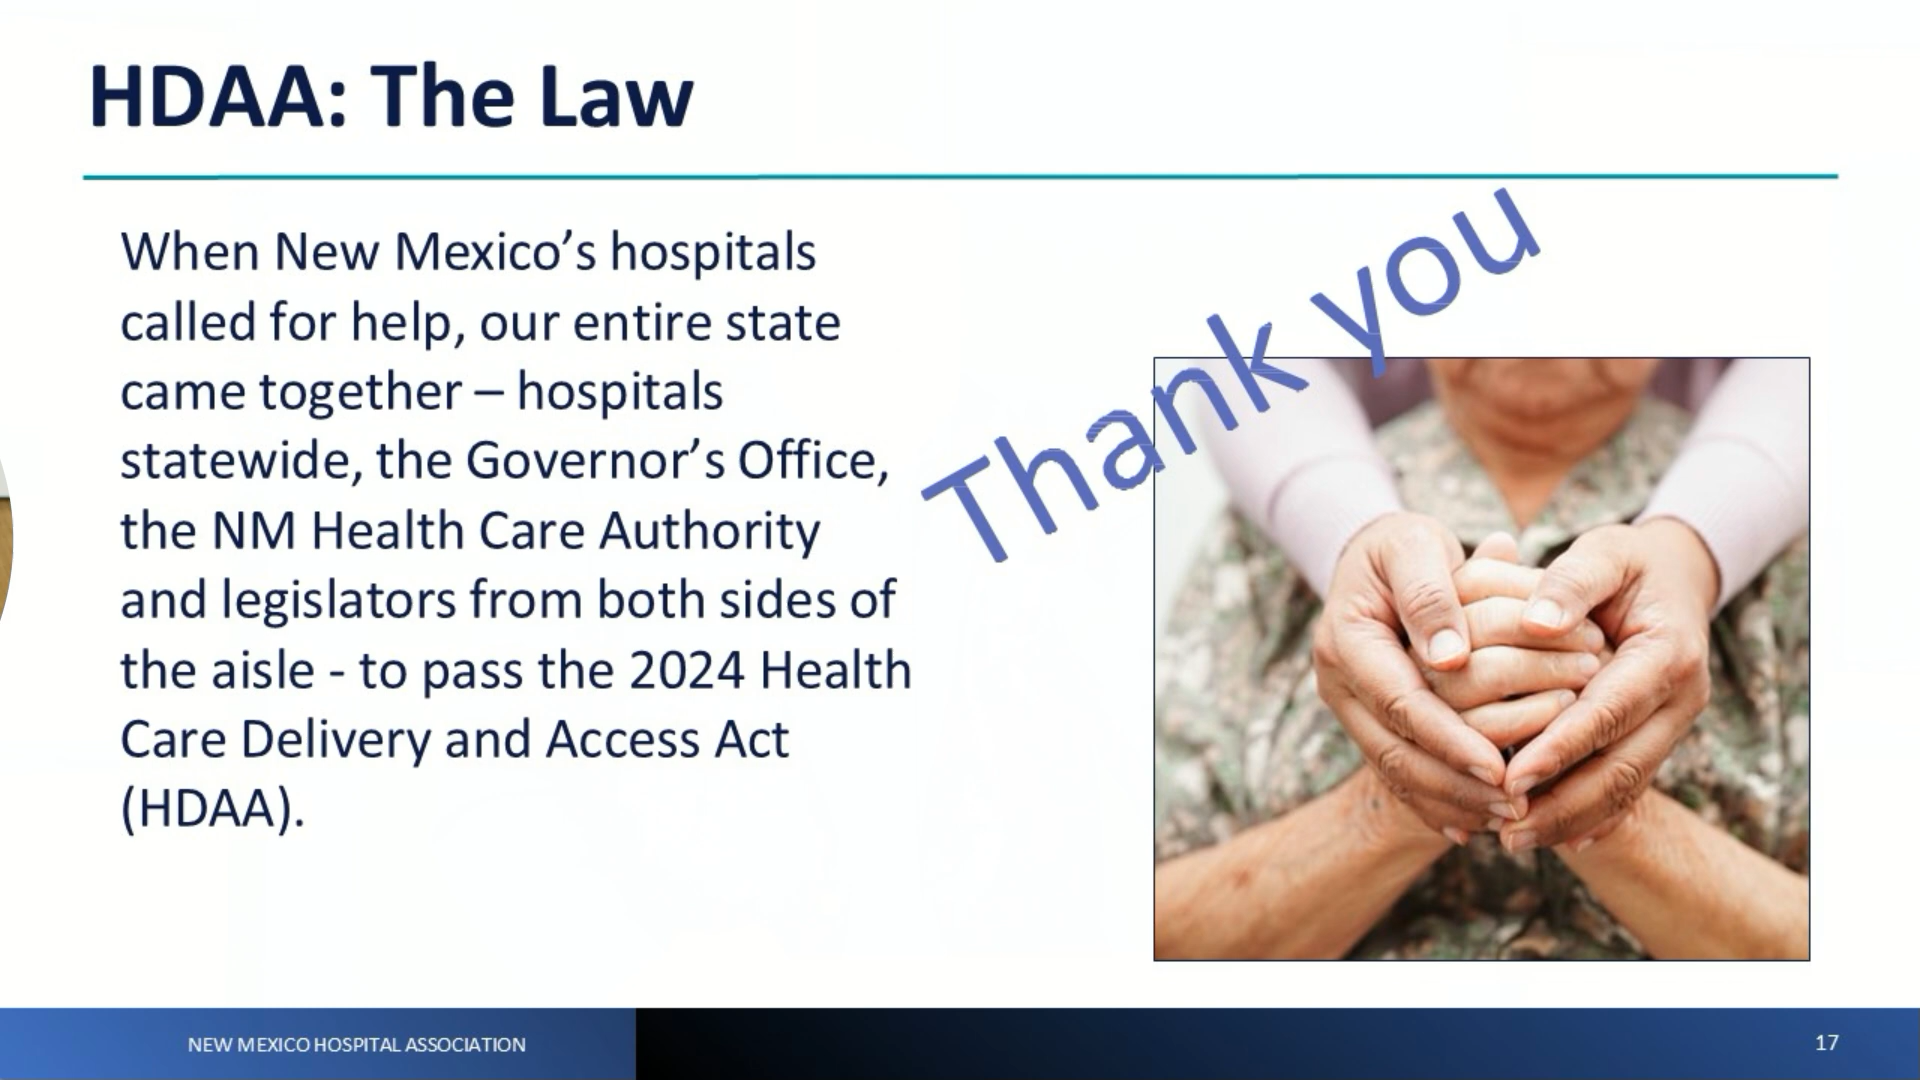 HDAA: The Law
When New Mexico’s hospitals
called for help, our entire state
came together – hospitals
statewide, the Governor’s Office,
the NM Health Care Authority
and legislators from both sides of
the aisle - to pass the 2024 Health
Care Delivery and Access Act
(HDAA).
Thank you
NEW MEXICO HOSPITAL ASSOCIATION
17